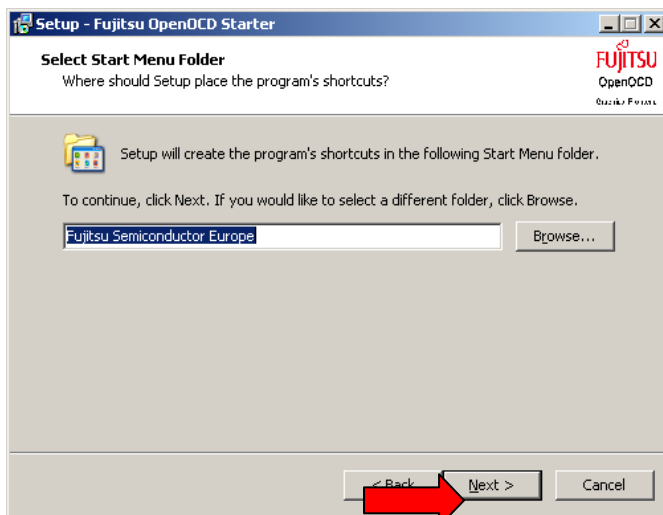 Setup - Fujitsu OpenOCD Starter
Select Start Menu Folder
Where should Setup place the program's shortcuts?
FUJITSU
OpenOCD
Setup will create the program's shortcuts in the following Start Menu folder.
To continue, click Next. If you would like to select a different folder, click Browse.
Fujitsu Semiconductor Europe
Browse...
< Back
Next >
Cancel